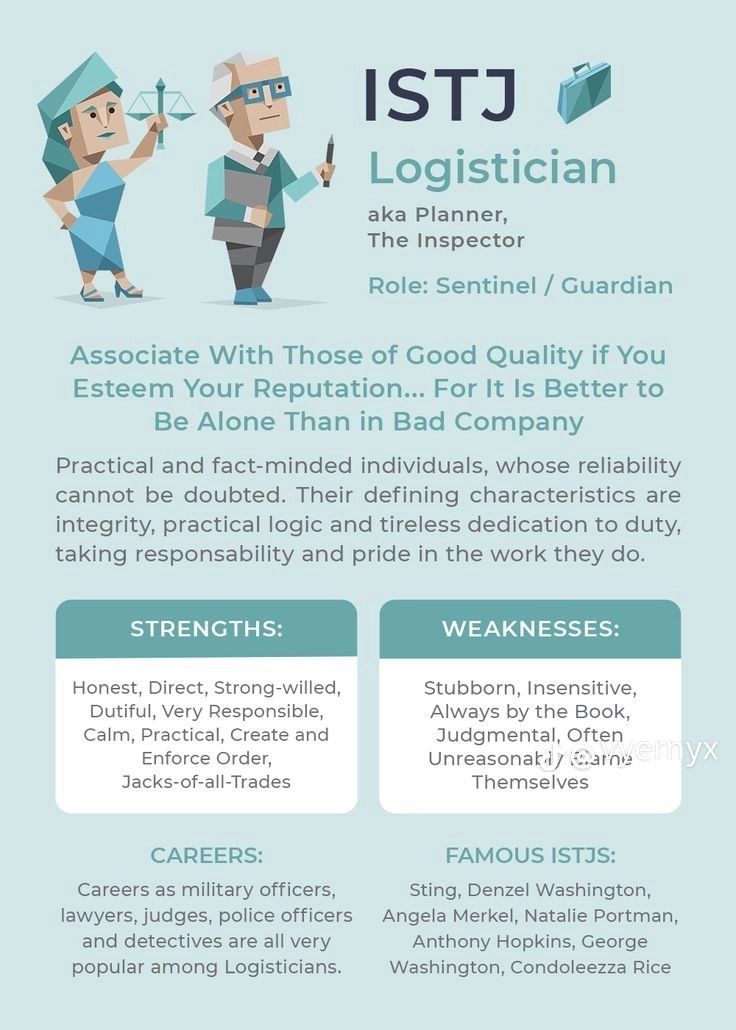 ISTJ
Logistician
aka Planner,
The Inspector
Role: Sentinel / Guardian
Associate With Those of Good Quality if You
Esteem Your Reputation... For It Is Better to
Be Alone Than in Bad Company
Practical and fact-minded individuals, whose reliability
cannot be doubted. Their defining characteristics are
integrity, practical logic and tireless dedication to duty,
taking responsability and pride in the work they do.
STRENGTHS:
Honest, Direct, Strong-willed,
Dutiful, Very Responsible,
Calm, Practical, Create and
Enforce Order,
Jacks-of-all-Trades
WEAKNESSES:
Stubborn, Insensitive,
Always by the Book,
Judgmental, Often
Unreasonably Blame
Themselves
CAREERS:
Careers as military officers,
lawyers, judges, police officers
and detectives are all very
popular among Logisticians.
FAMOUS ISTJS:
Sting, Denzel Washington,
Angela Merkel, Natalie Portman,
Anthony Hopkins, George
Washington, Condoleezza Rice